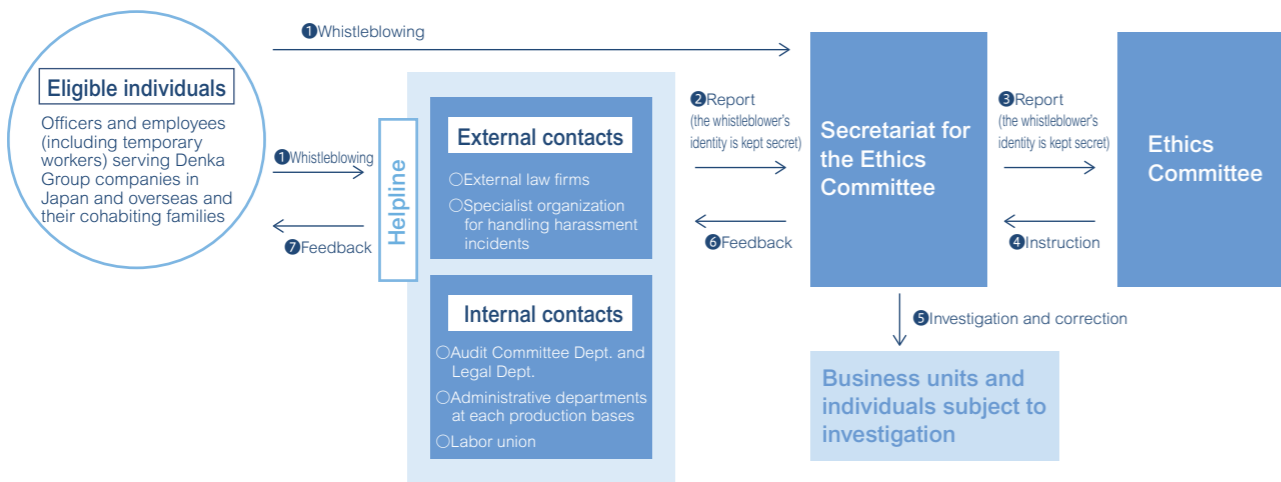 ❶Whistleblowing
Eligible individuals
Officers and employees
(including temporary
workers) serving Denka
Group companies in
Japan and overseas and
their cohabiting families
❶Whistleblowing
❼Feedback
Helpline
External contacts
○External law firms
○Specialist organization
for handling harassment
incidents
Internal contacts
○Audit Committee Dept. and
Legal Dept.
○Administrative departments
at each production bases
○Labor union
❷Report
(the whistleblower's
identity is kept secret)
❻Feedback
Secretariat for
the Ethics
Committee
❸Report
(the whistleblower's
identity is kept secret)
❹Instruction
Ethics
Committee
❺Investigation and correction
Business units and
individuals subject to
investigation